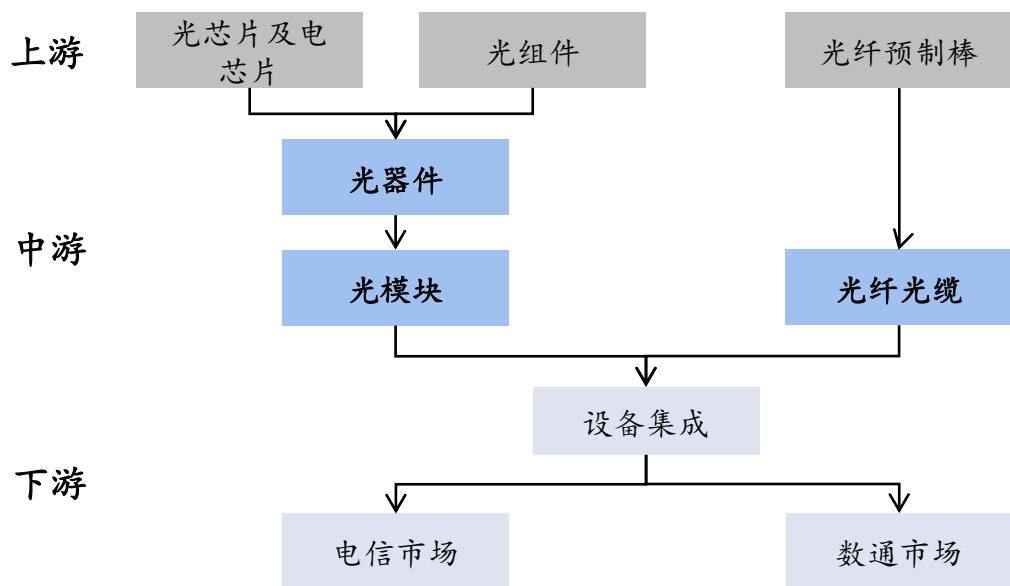 上游
光芯片及电
芯片
光组件
光纤预制棒
光器件
中游
光模块
光纤光缆
设备集成
下游
电信市场
数通市场